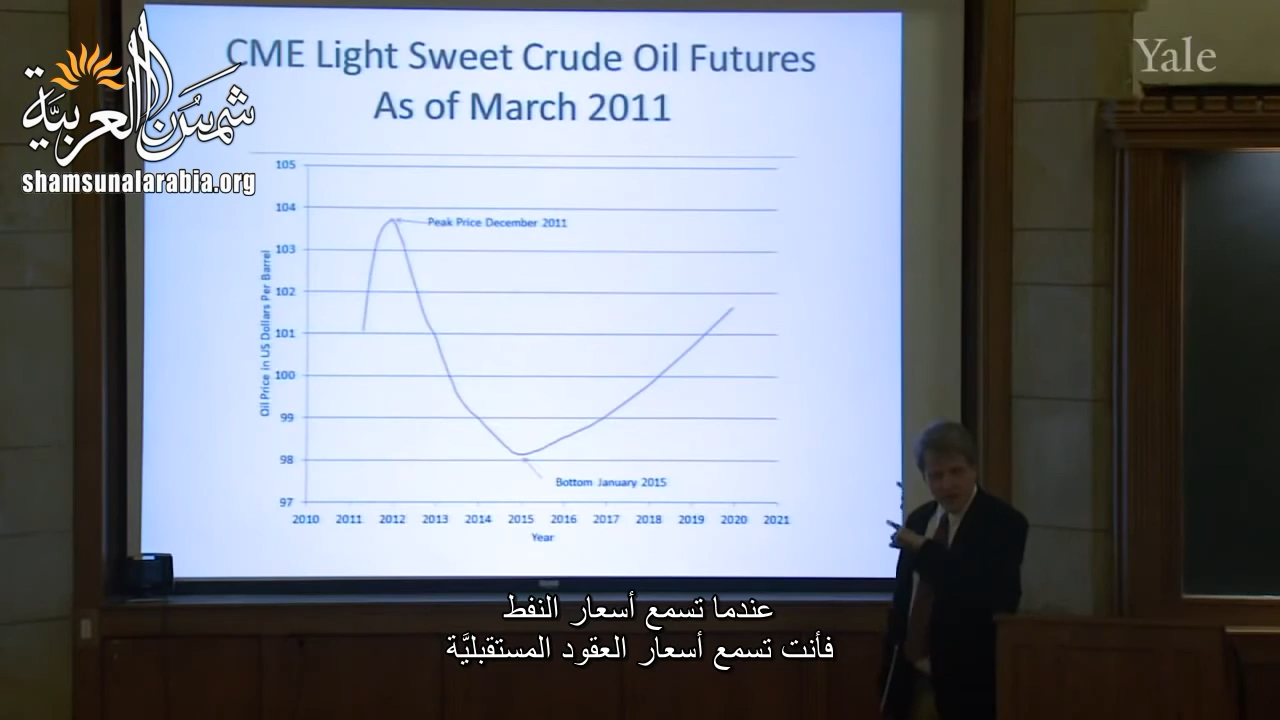 CME Light Sweet Crude Oil Futures
As of March 2011
Yale
شمسُ العربيَّة
shamsunalarabia.org
105
104
103
102
101
100
99
98
97
Oil Price in US Dollars Per Barrel
Peak Price December 2011
Bottom January 2015
2010 2011 2012 2013 2014 2015 2016 2017 2018 2019 2020 2021
Year
عندما تسمع أسعار النفط
فأنت تسمع أسعار العقود المستقبليَّة